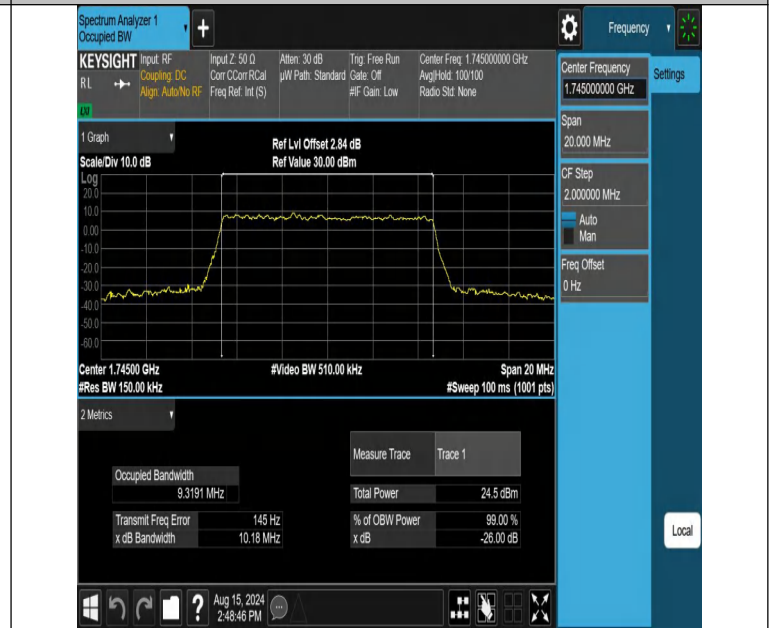 Spectrum Analyzer 1
Occupied BW
+
Frequency
KEYSIGHT
RL
LXI
Input: RF
Coupling: DC
Align: Auto/No RF
Input Z: 50 Ω
Corr CCorr RCal
Freq Ref: Int (S)
Atten: 30 dB
µW Path: Standard
Trig: Free Run
Gate: Off
#IF Gain: Low
Center Freq: 1.745000000 GHz
Avg|Hold: 100/100
Radio Std: None
Center Frequency
1.745000000 GHz
Settings
Span
20.000 MHz
CF Step
2.000000 MHz
Auto
Man
Freq Offset
0 Hz
1 Graph
Scale/Div 10.0 dB
Ref Lvl Offset 2.84 dB
Ref Value 30.00 dBm
Log
20.0
10.0
0.00
-10.0
-20.0
-30.0
-40.0
-50.0
-60.0
Center 1.74500 GHz
#Video BW 510.00 kHz
Span 20 MHz
#Res BW 150.00 kHz
#Sweep 100 ms (1001 pts)
2 Metrics
Measure Trace Trace 1
Occupied Bandwidth
9.3191 MHz
Total Power 24.5 dBm
Transmit Freq Error 145 Hz
% of OBW Power 99.00 %
x dB Bandwidth 10.18 MHz
x dB -26.00 dB
Local
?
Aug 15, 2024
2:48:46 PM